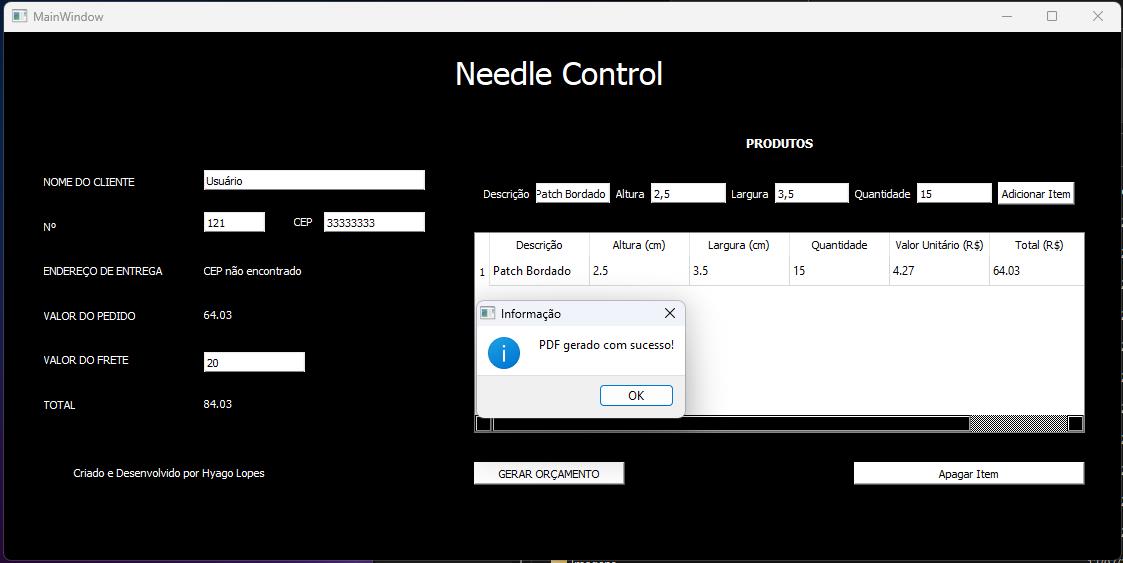 MainWindow
Needle Control
PRODUTOS
NOME DO CLIENTE Usuário
Descrição Patch Bordado Altura 2,5 Largura 3,5 Quantidade 15 Adicionar Item
Nº 121 CEP 33333333
Descrição Altura (cm) Largura (cm) Quantidade Valor Unitário (R$) Total (R$)
1 Patch Bordado 2.5 3.5 15 4.27 64.03
ENDEREÇO DE ENTREGA CEP não encontrado
VALOR DO PEDIDO 64.03
VALOR DO FRETE 20
TOTAL 84.03
Informação
PDF gerado com sucesso!
OK
Criado e Desenvolvido por Hyago Lopes
GERAR ORÇAMENTO Apagar Item